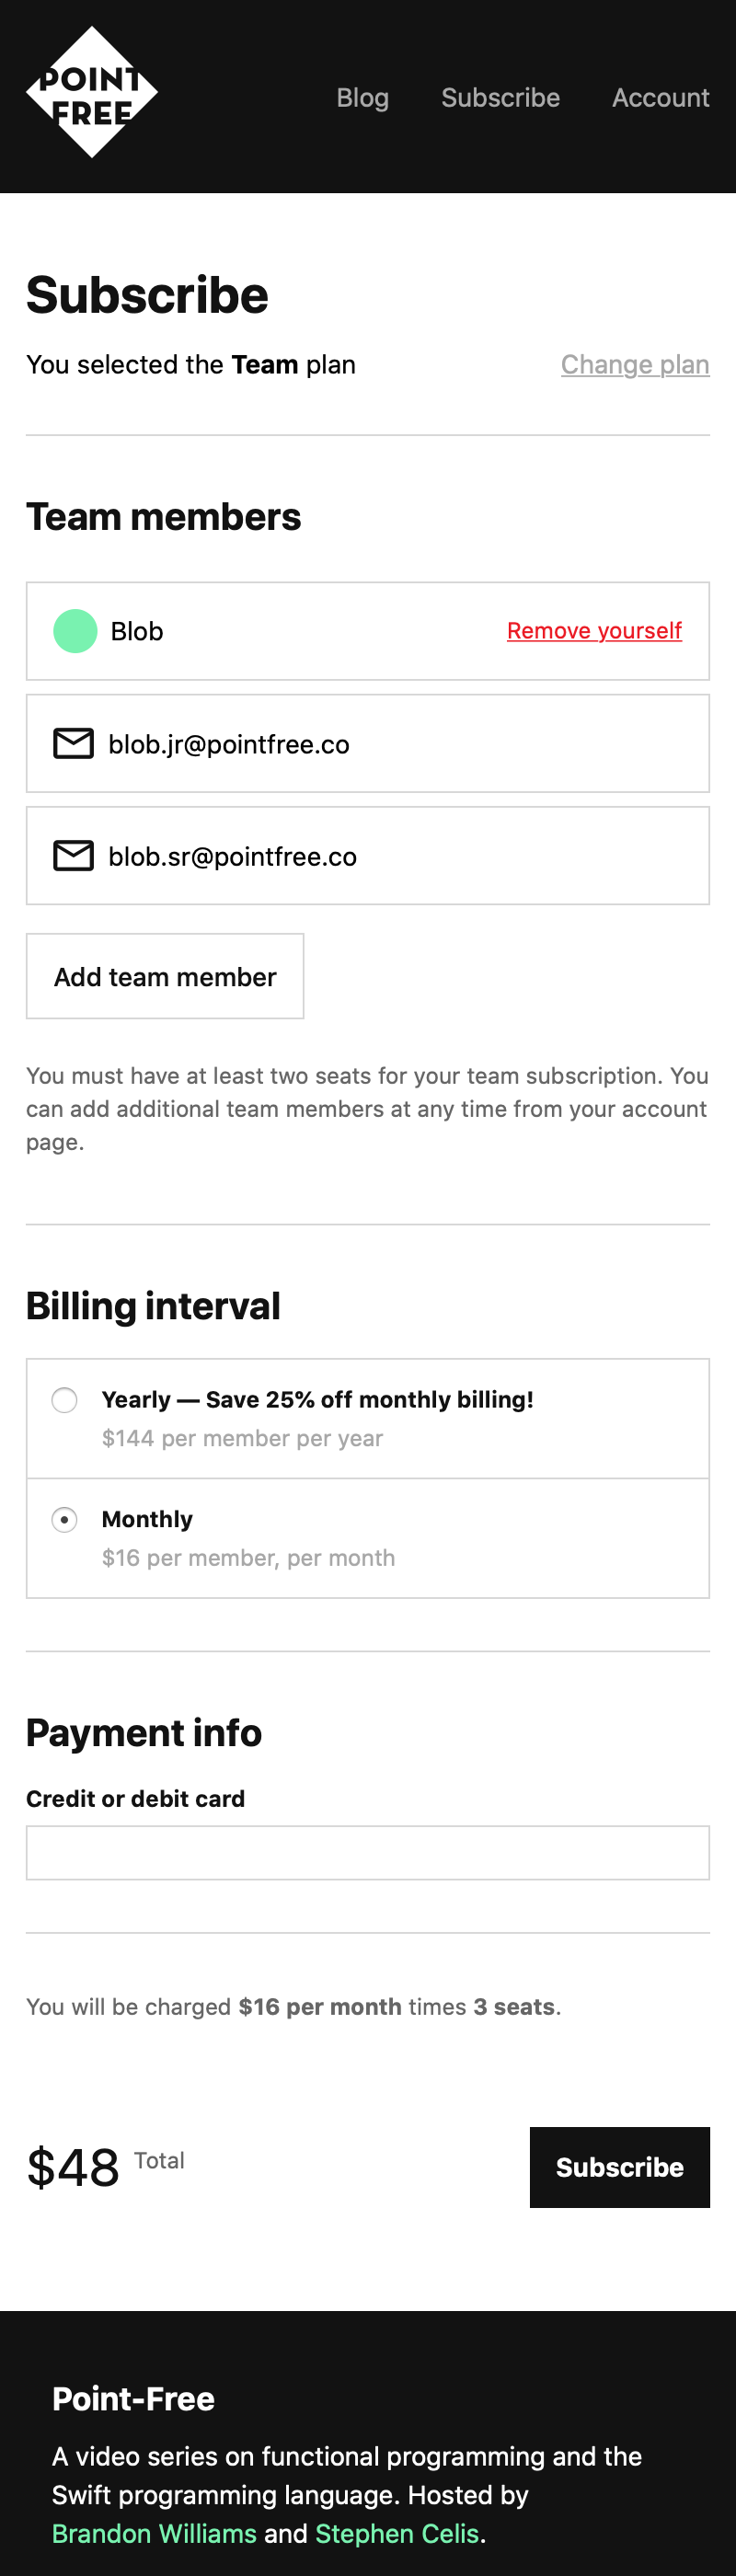 POINT
FREE
Blog Subscribe Account
Subscribe
You selected the Team plan Change plan
Team members
Blob Remove yourself
blob.jr@pointfree.co
blob.sr@pointfree.co
Add team member
You must have at least two seats for your team subscription. You
can add additional team members at any time from your account
page.
Billing interval
Yearly — Save 25% off monthly billing!
$144 per member per year
Monthly
$16 per member, per month
Payment info
Credit or debit card
You will be charged $16 per month times 3 seats.
$48 Total Subscribe
Point-Free
A video series on functional programming and the
Swift programming language. Hosted by
Brandon Williams and Stephen Celis.